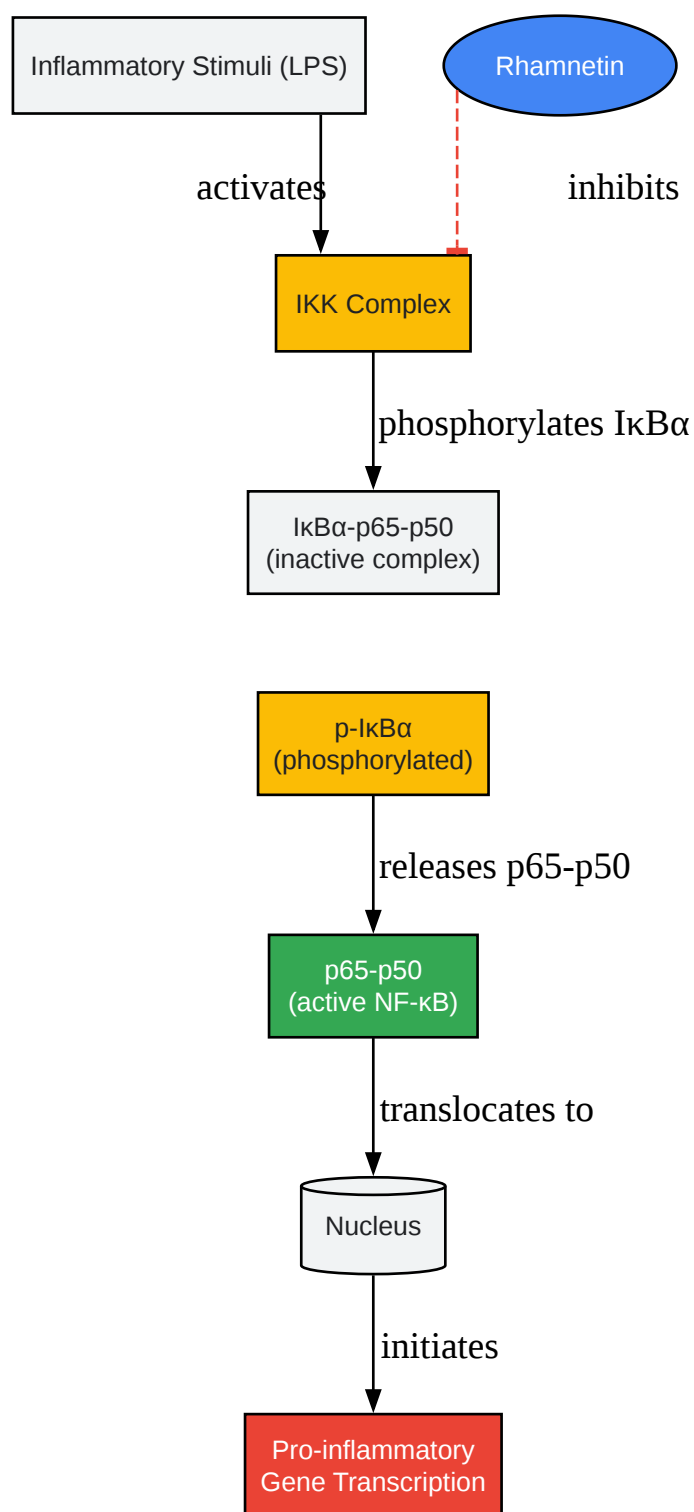 Inflammatory Stimuli (LPS)
Rhamnetin
activates
inhibits
IKK Complex
phosphorylates IκBα
IκBα-p65-p50
(inactive complex)
p-IκBα
(phosphorylated)
releases p65-p50
p65-p50
(active NF-κB)
translocates to
Nucleus
initiates
Pro-inflammatory
Gene Transcription